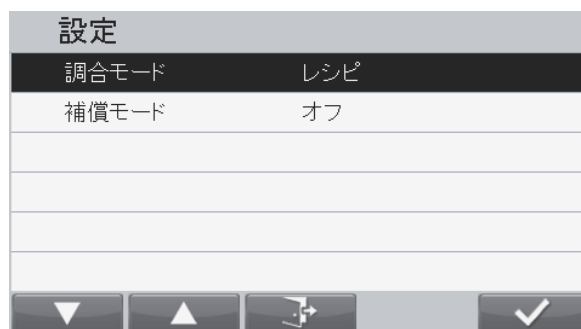 設定
調合モード レシピ
補償モード オフ